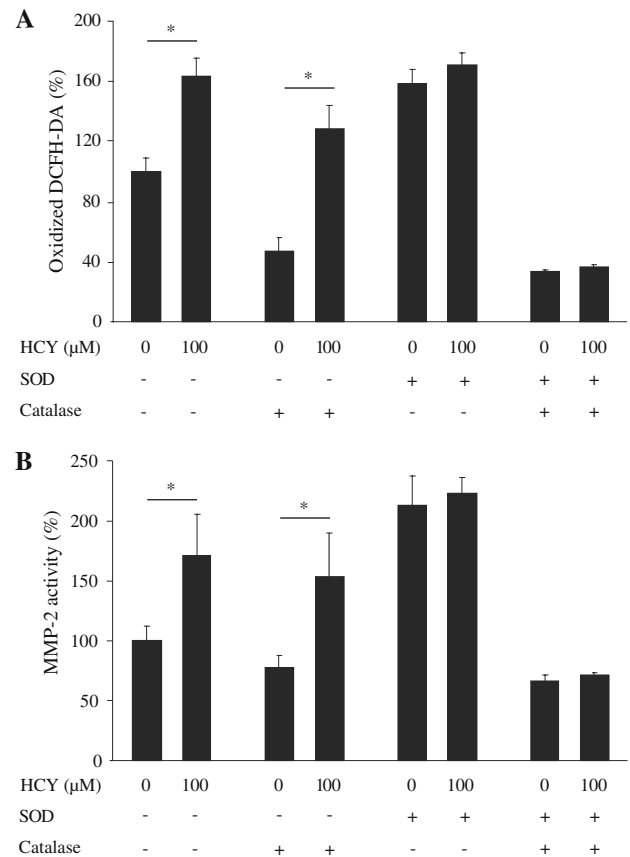 A
Oxidized DCFH-DA (%)
200
160
120
80
40
0
*
*
HCY (µM) 0 100 0 100 0 100 0 100
SOD - - - - + + + +
Catalase - - + + - - + +
B
MMP-2 activity (%)
250
200
150
100
50
0
*
*
HCY (µM) 0 100 0 100 0 100 0 100
SOD - - - - + + + +
Catalase - - + + - - + +